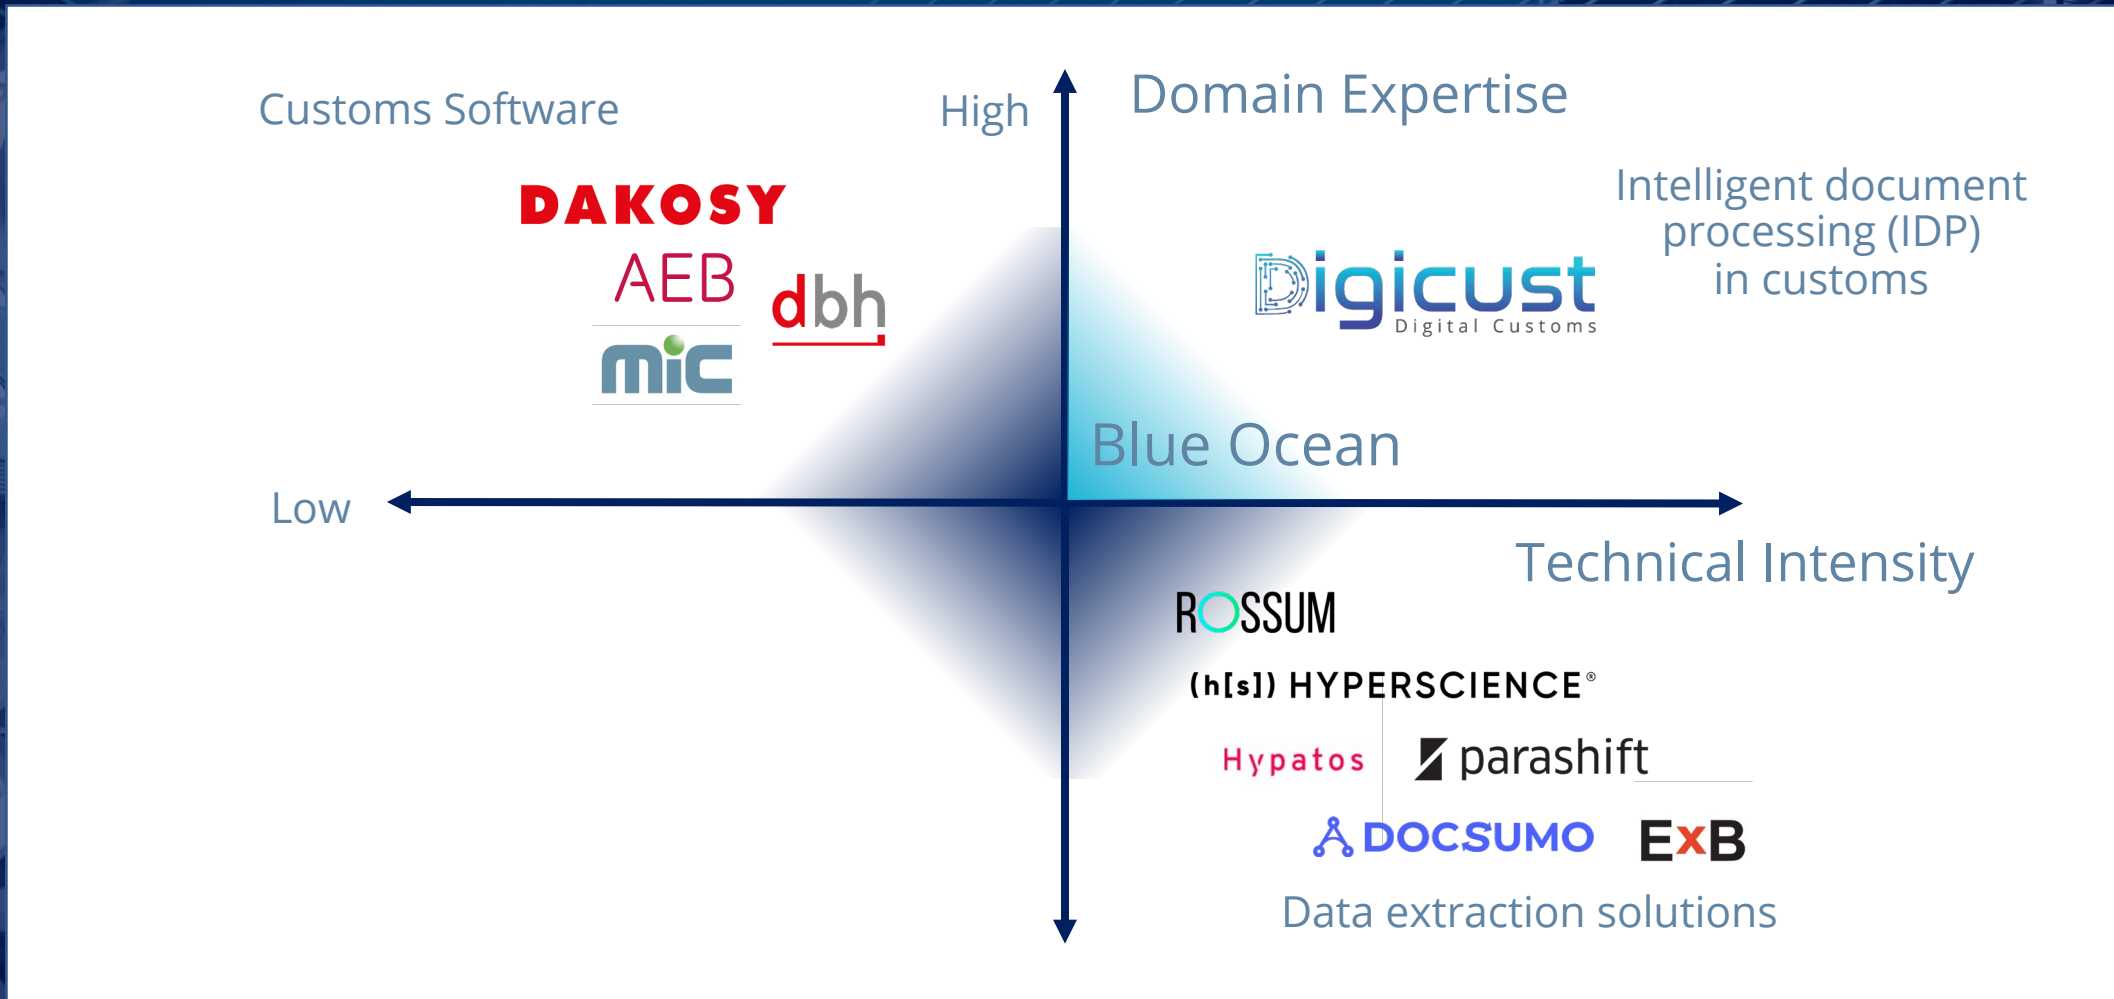 Customs Software
High
Domain Expertise
DAKOSY
AEB
dbh
mic
Digicust
Digital Customs
Intelligent document
processing (IDP)
in customs
Blue Ocean
Low
Technical Intensity
ROSSUM
(h[s]) HYPERSCIENCE®
Hypatos
parashift
DOCSUMO
ExB
Data extraction solutions